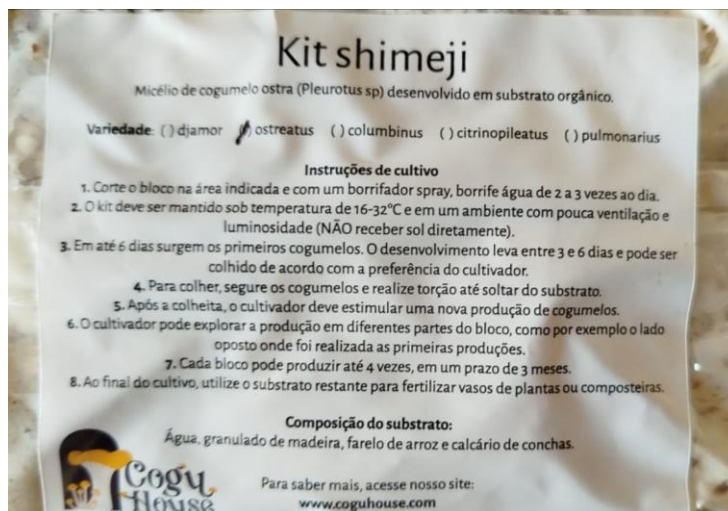 Kit shimeji
Micélio de cogumelo ostra (Pleurotus sp) desenvolvido em substrato orgânico.
Variedade: ( ) djamor ( ) ostreatus ( ) columbinus ( ) citrinopileatus ( ) pulmonarius
Instruções de cultivo
1. Corte o bloco na área indicada e com um borrifador spray, borrife água de 2 a 3 vezes ao dia.
2. O kit deve ser mantido sob temperatura de 16-32°C e em um ambiente com pouca ventilação e
luminosidade (NÃO receber sol diretamente).
3. Em até 6 dias surgem os primeiros cogumelos. O desenvolvimento leva entre 3 e 6 dias e pode ser
colhido de acordo com a preferência do cultivador.
4. Para colher, segure os cogumelos e realize torção até soltar do substrato.
5. Após a colheita, o cultivador deve estimular uma nova produção de cogumelos.
6. O cultivador pode explorar a produção em diferentes partes do bloco, como por exemplo o lado
oposto onde foi realizada as primeiras produções.
7. Cada bloco pode produzir até 4 vezes, em um prazo de 3 meses.
8. Ao final do cultivo, utilize o substrato restante para fertilizar vasos de plantas ou composteiras.
Composição do substrato:
Água, granulado de madeira, farelo de arroz e calcário de conchas.
Cogu
House
Para saber mais, acesse nosso site:
www.coguhouse.com